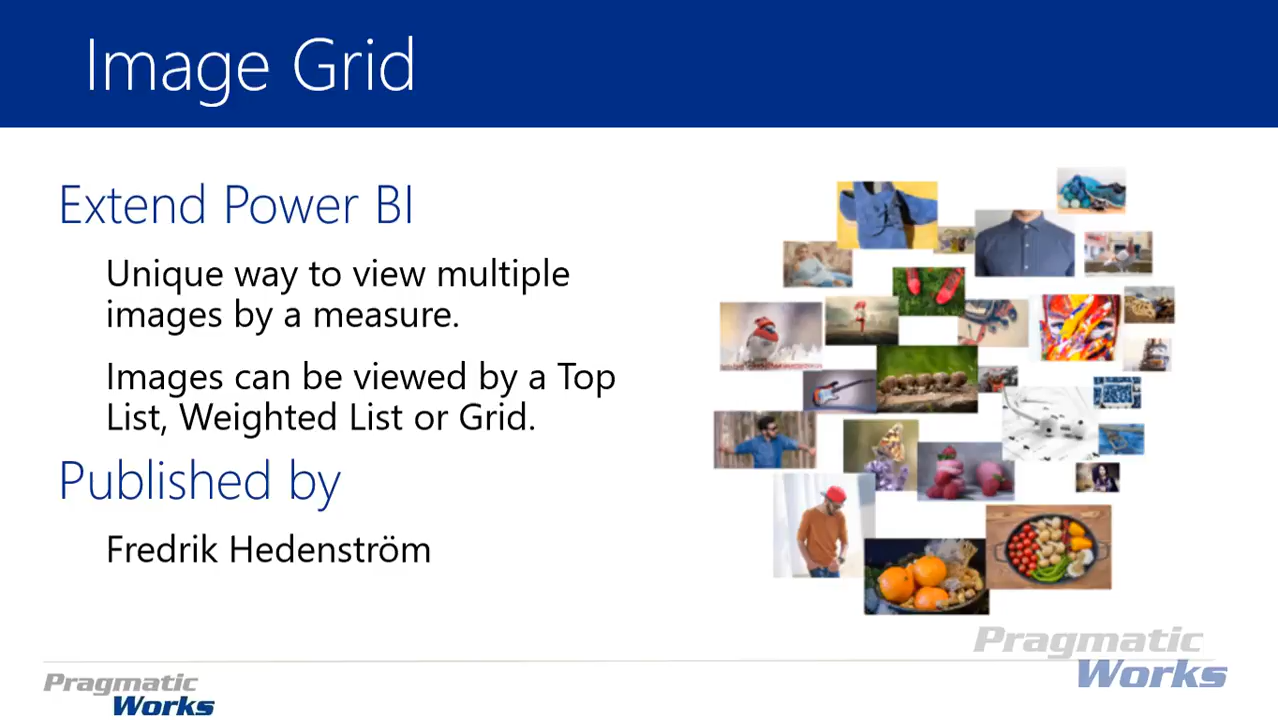 Image Grid
Extend Power BI
Unique way to view multiple
images by a measure.
Images can be viewed by a Top
List, Weighted List or Grid.
Published by
Fredrik Hedenström
Pragmatic
Works
Pragmatic
Works